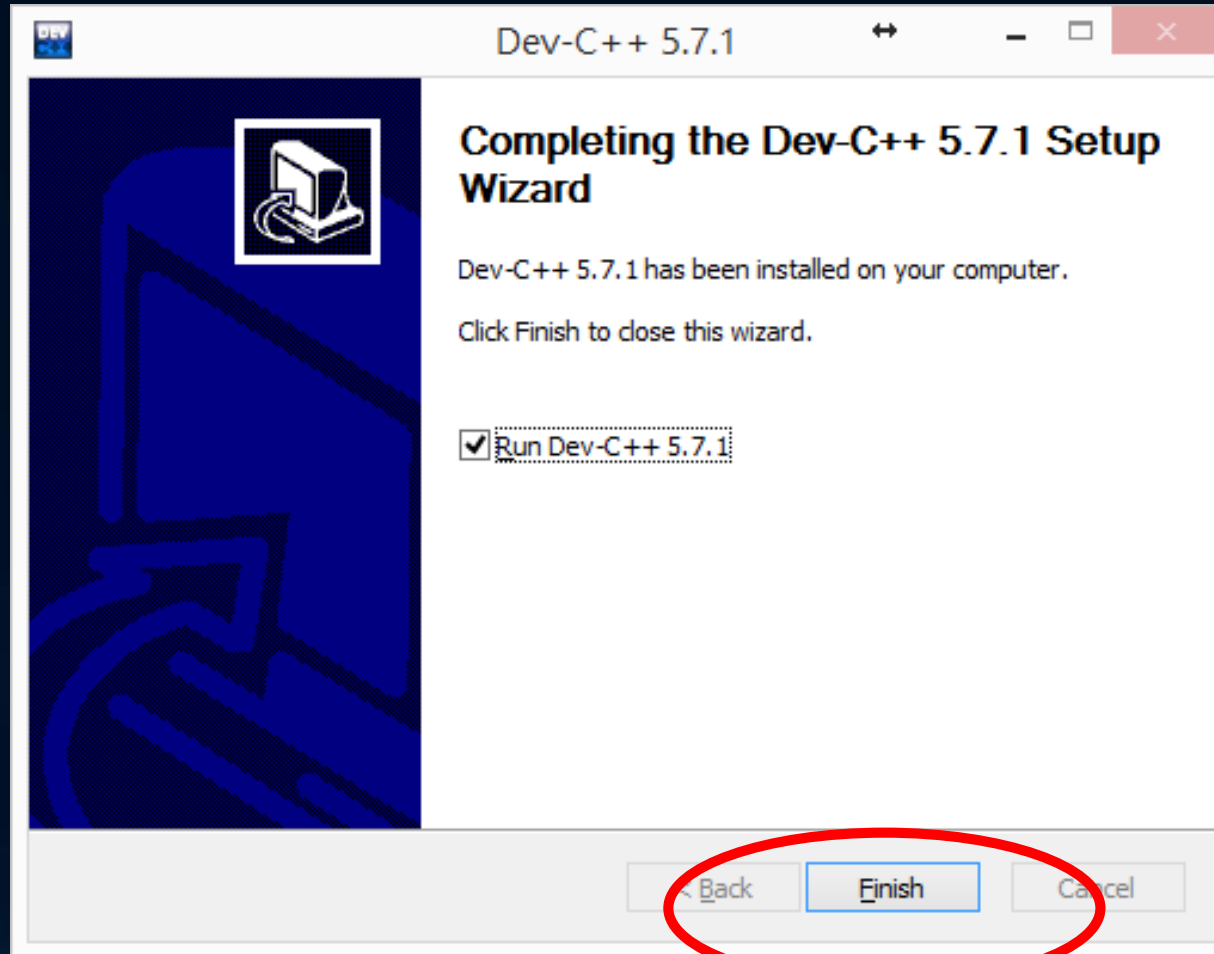 DEV
C++
Dev-C++ 5.7.1
Completing the Dev-C++ 5.7.1 Setup
Wizard
Dev-C++ 5.7.1 has been installed on your computer.
Click Finish to close this wizard.
Run Dev-C++ 5.7.1
< Back
Finish
Cancel